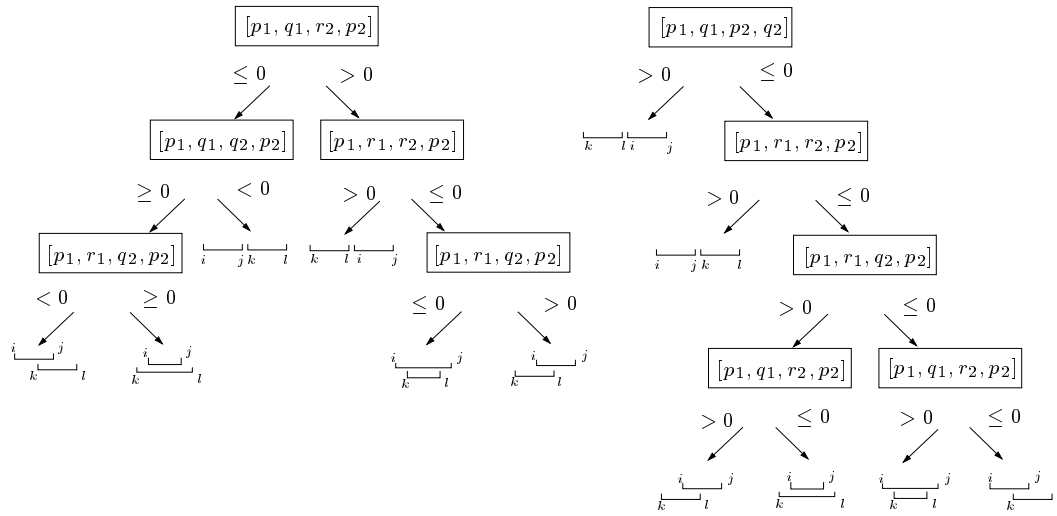 [p₁, q₁, r₂, p₂]
≤ 0 > 0
[p₁, q₁, q₂, p₂] [p₁, r₁, r₂, p₂]
≥ 0 < 0 > 0 ≤ 0
[p₁, r₁, q₂, p₂] i j k l k l i j [p₁, r₁, q₂, p₂]
< 0 ≥ 0 ≤ 0 > 0
i j i j i j i j
k l k l k l k l
[p₁, q₁, p₂, q₂]
> 0 ≤ 0
k l i j [p₁, r₁, r₂, p₂]
> 0 ≤ 0
i j k l [p₁, r₁, q₂, p₂]
> 0 ≤ 0
[p₁, q₁, r₂, p₂] [p₁, q₁, r₂, p₂]
> 0 ≤ 0 > 0 ≤ 0
i j i j i j i j
k l k l k l k